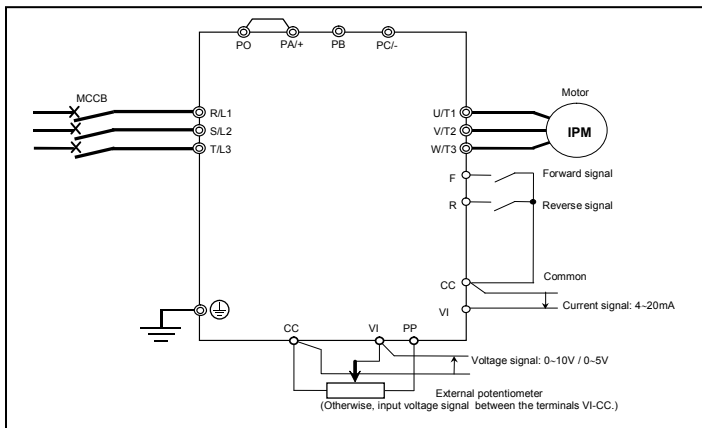 PO PA/+ PB PC/-
MCCB
Motor
R/L1
S/L2
T/L3
U/T1
V/T2
W/T3
IPM
F
Forward signal
R
Reverse signal
CC
Common
VI
Current signal: 4~20mA
CC VI PP
Voltage signal: 0~10V / 0~5V
External potentiometer
(Otherwise, input voltage signal between the terminals VI-CC.)